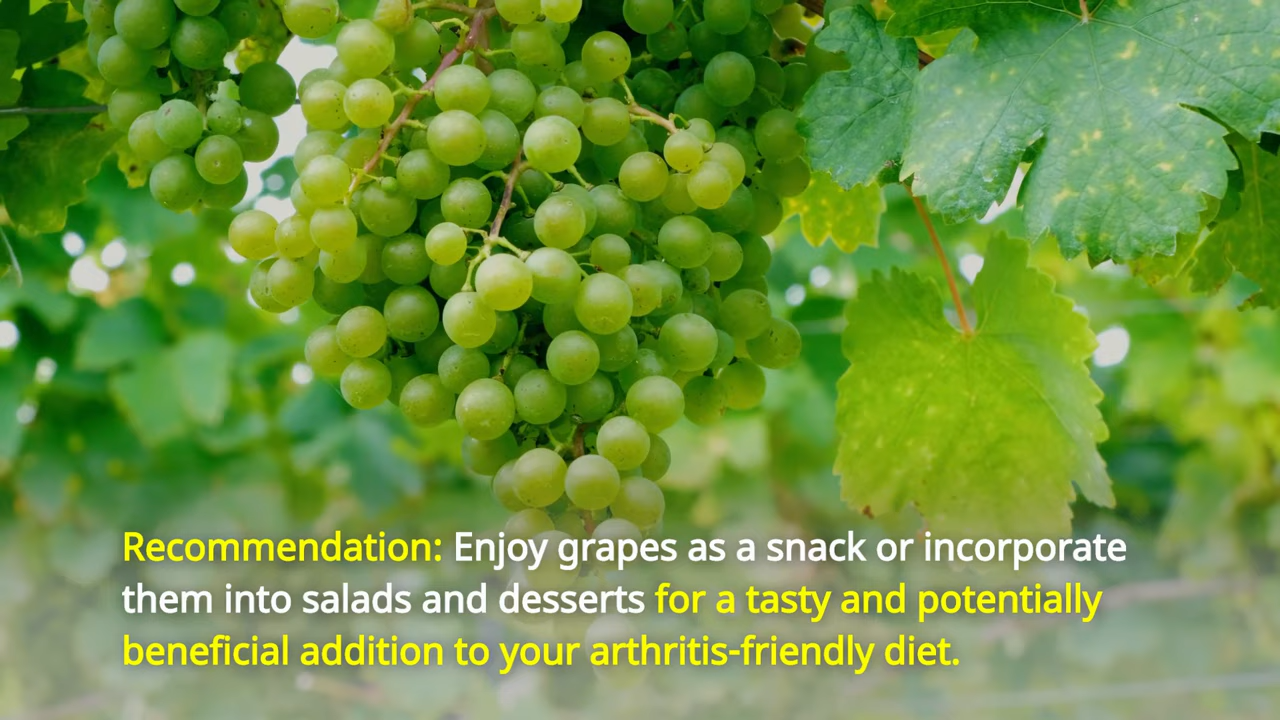 Recommendation: Enjoy grapes as a snack or incorporate
them into salads and desserts for a tasty and potentially
beneficial addition to your arthritis-friendly diet.